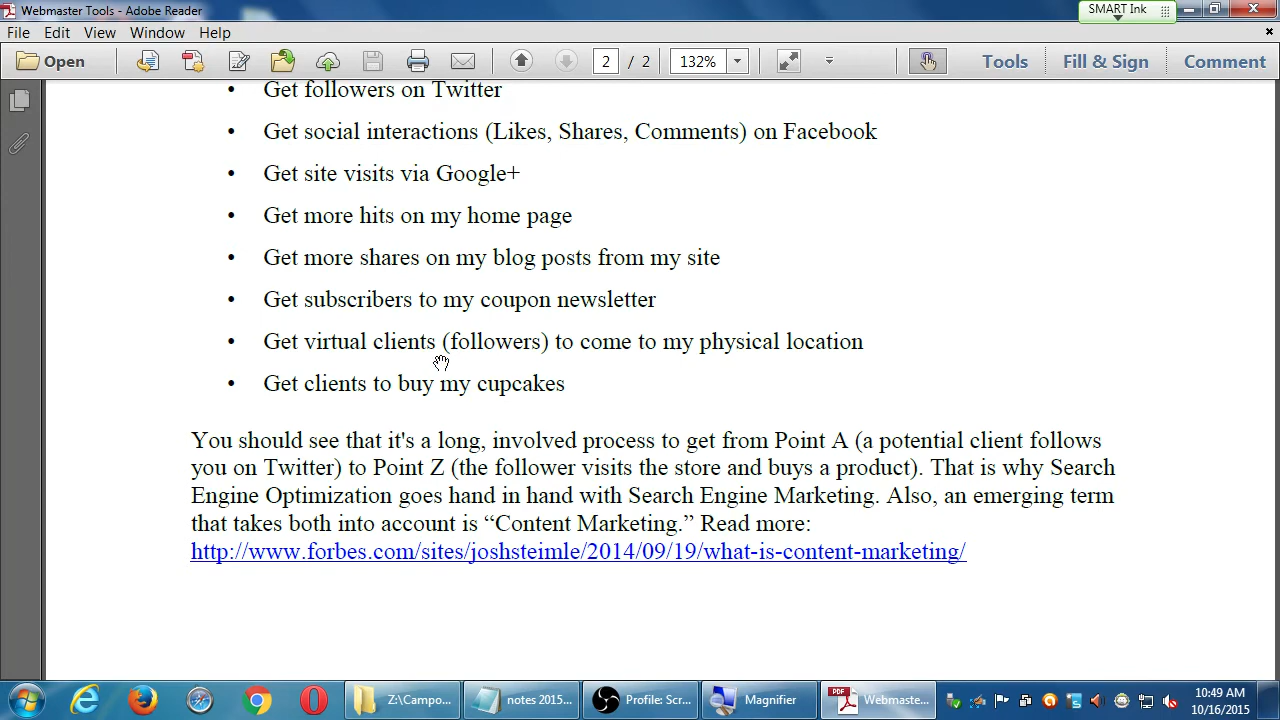 Webmaster Tools - Adobe Reader
SMART Ink
File Edit View Window Help
Open
2 / 2
132%
Tools
Fill & Sign
Comment
• Get followers on Twitter
• Get social interactions (Likes, Shares, Comments) on Facebook
• Get site visits via Google+
• Get more hits on my home page
• Get more shares on my blog posts from my site
• Get subscribers to my coupon newsletter
• Get virtual clients (followers) to come to my physical location
• Get clients to buy my cupcakes
You should see that it's a long, involved process to get from Point A (a potential client follows
you on Twitter) to Point Z (the follower visits the store and buys a product). That is why Search
Engine Optimization goes hand in hand with Search Engine Marketing. Also, an emerging term
that takes both into account is “Content Marketing.” Read more:
http://www.forbes.com/sites/joshsteimle/2014/09/19/what-is-content-marketing/
Z:\Campo...
notes 2015...
Profile: Scr...
Magnifier
PDF
Webmaste...
10:49 AM
10/16/2015